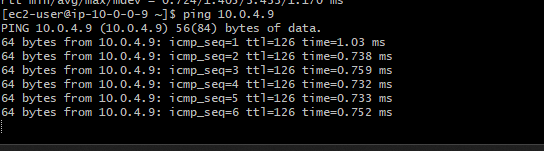 rtt min/avg/max/mdev = 0.724/1.405/3.455/1.170 ms
[ec2-user@ip-10-0-0-9 ~]$ ping 10.0.4.9
PING 10.0.4.9 (10.0.4.9) 56(84) bytes of data.
64 bytes from 10.0.4.9: icmp_seq=1 ttl=126 time=1.03 ms
64 bytes from 10.0.4.9: icmp_seq=2 ttl=126 time=0.738 ms
64 bytes from 10.0.4.9: icmp_seq=3 ttl=126 time=0.759 ms
64 bytes from 10.0.4.9: icmp_seq=4 ttl=126 time=0.732 ms
64 bytes from 10.0.4.9: icmp_seq=5 ttl=126 time=0.733 ms
64 bytes from 10.0.4.9: icmp_seq=6 ttl=126 time=0.752 ms